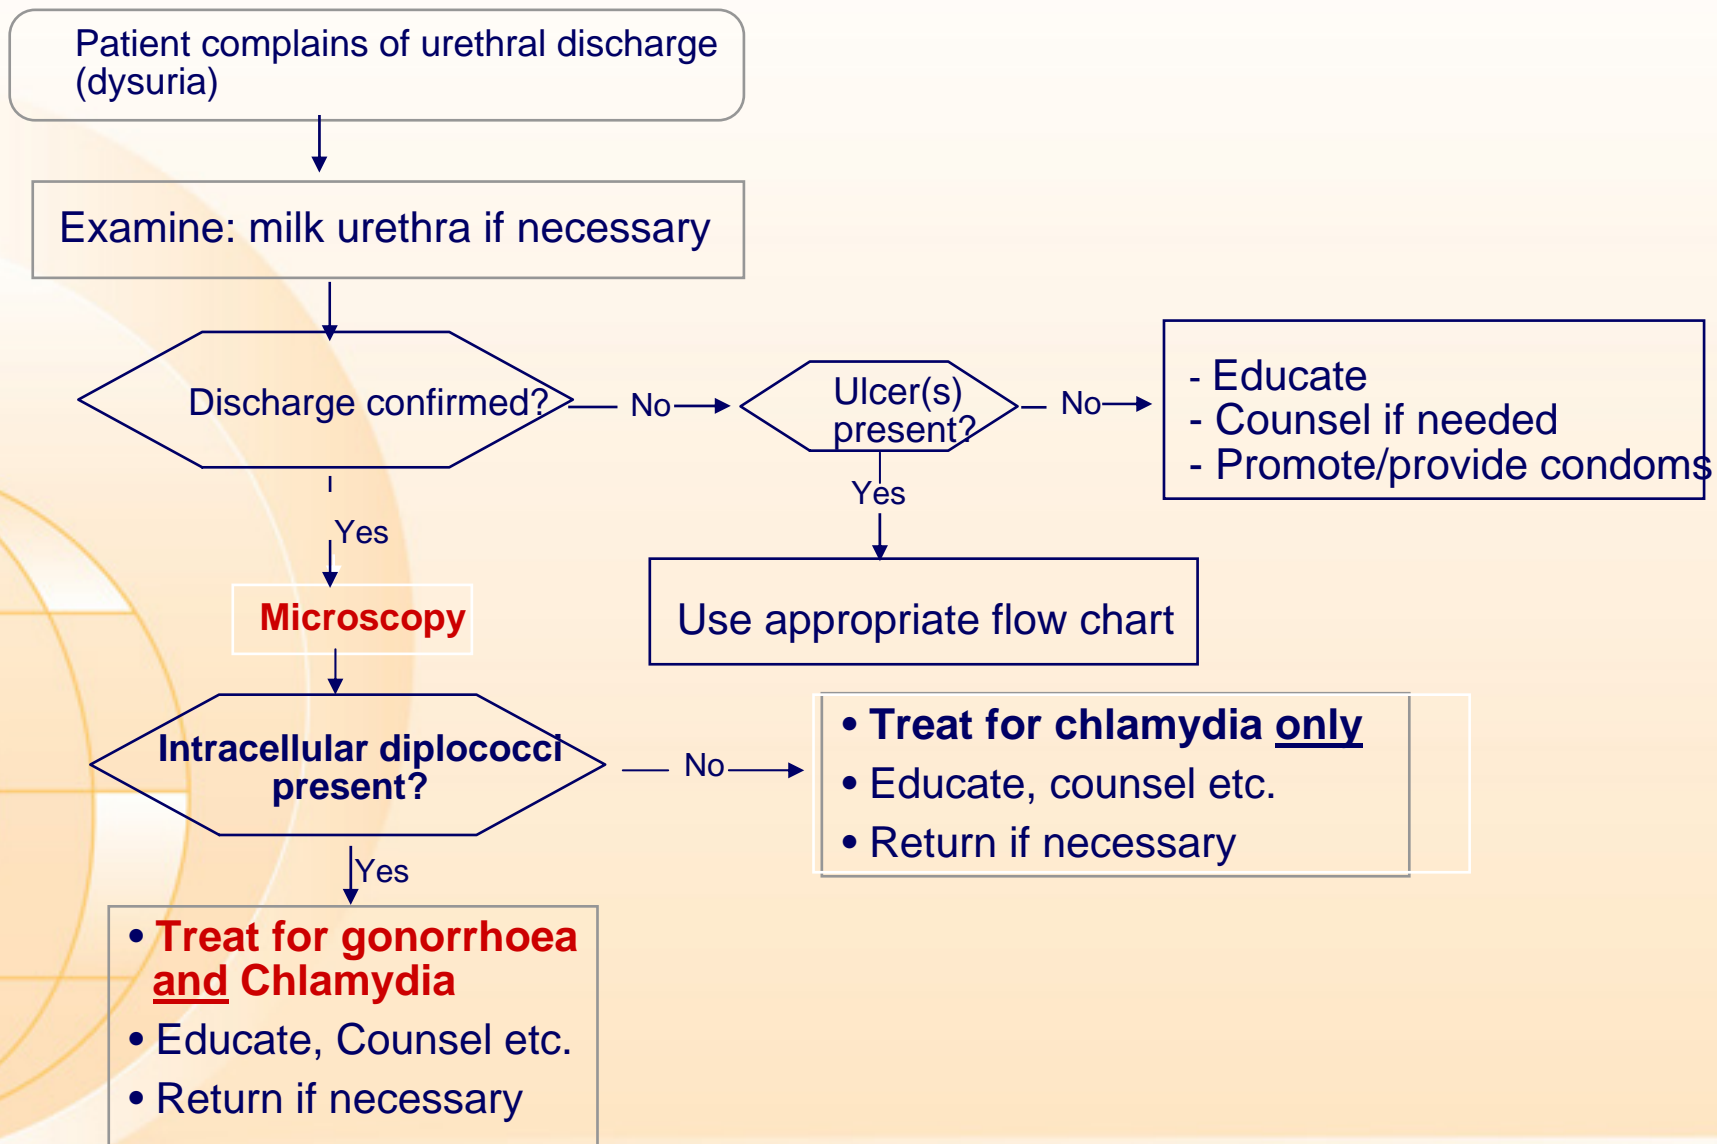 Patient complains of urethral discharge
(dysuria)
Examine: milk urethra if necessary
Discharge confirmed?
No
Ulcer(s)
present?
No
- Educate
- Counsel if needed
- Promote/provide condoms
Yes
Use appropriate flow chart
Yes
Microscopy
Intracellular diplococci
present?
No
• Treat for chlamydia only
• Educate, counsel etc.
• Return if necessary
Yes
• Treat for gonorrhoea
and Chlamydia
• Educate, Counsel etc.
• Return if necessary